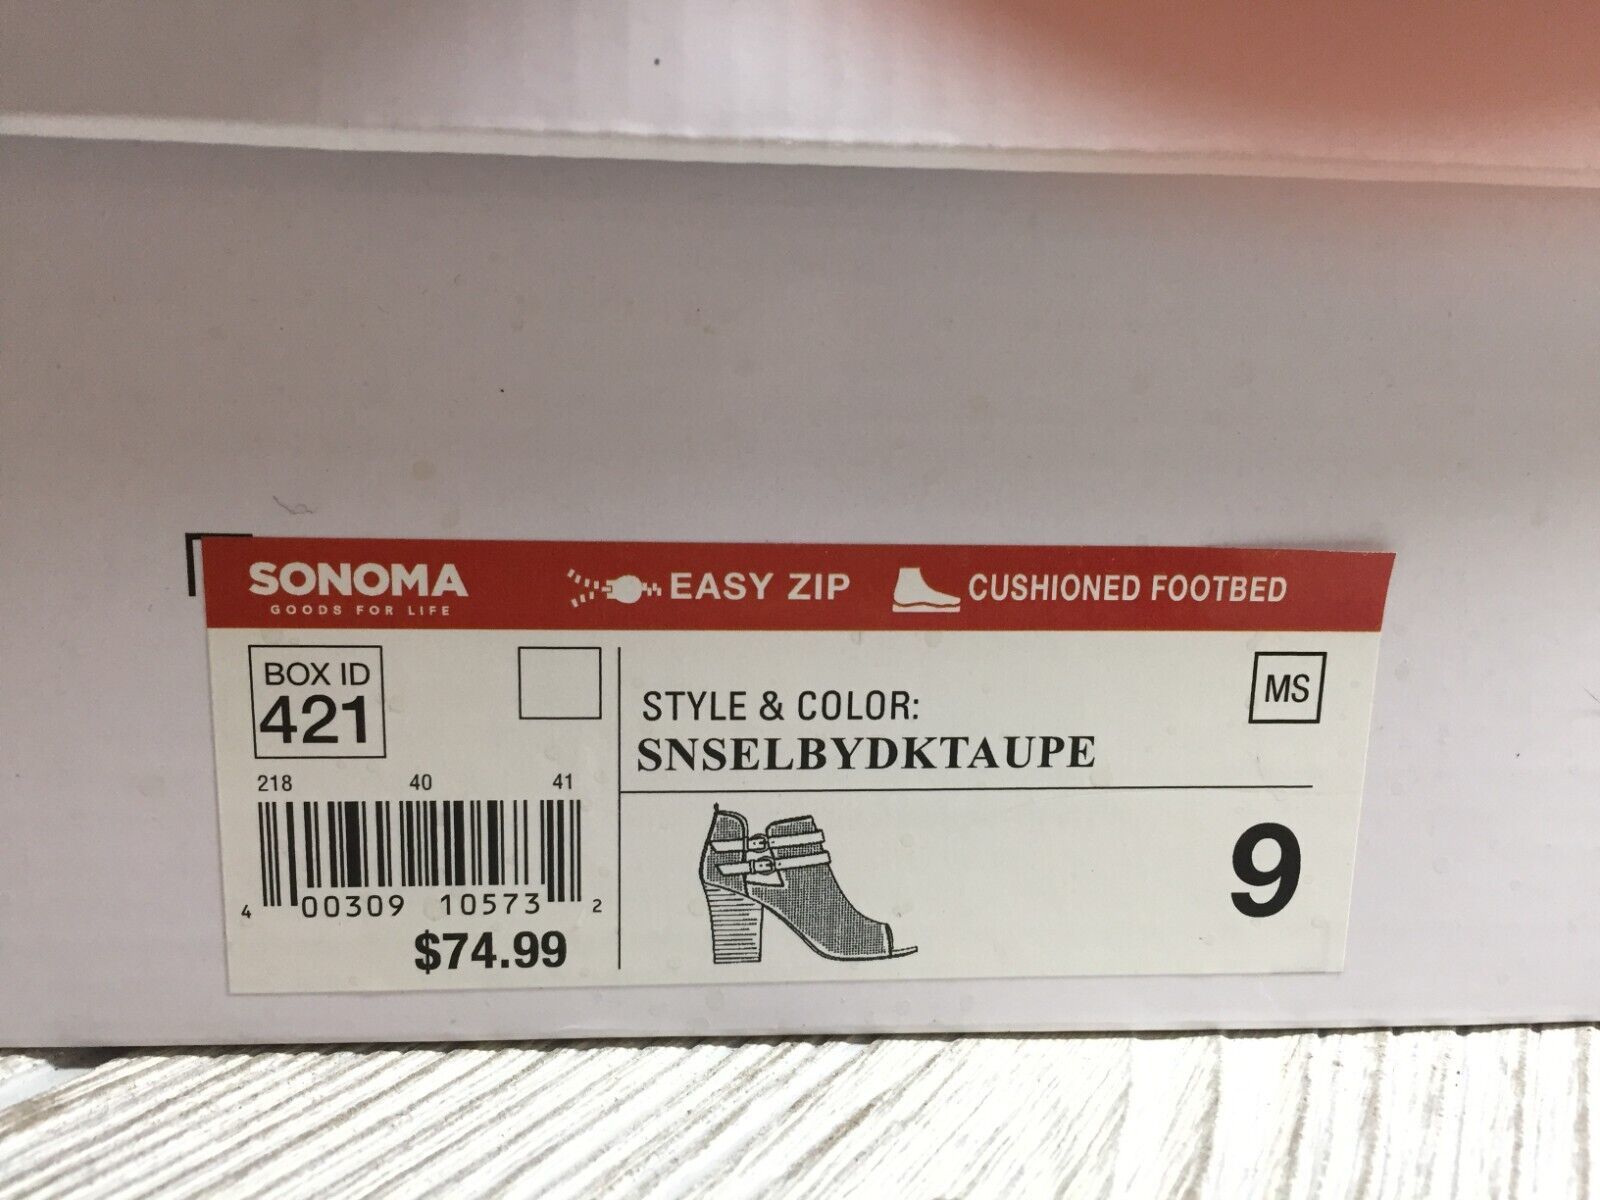 SONOMA
GOODS FOR LIFE
EASY ZIP
CUSHIONED FOOTBED
BOX ID
421
218 40 41
4 00309 10573 2
$74.99
STYLE & COLOR:
SNSELBYDKTAUPE
MS
9